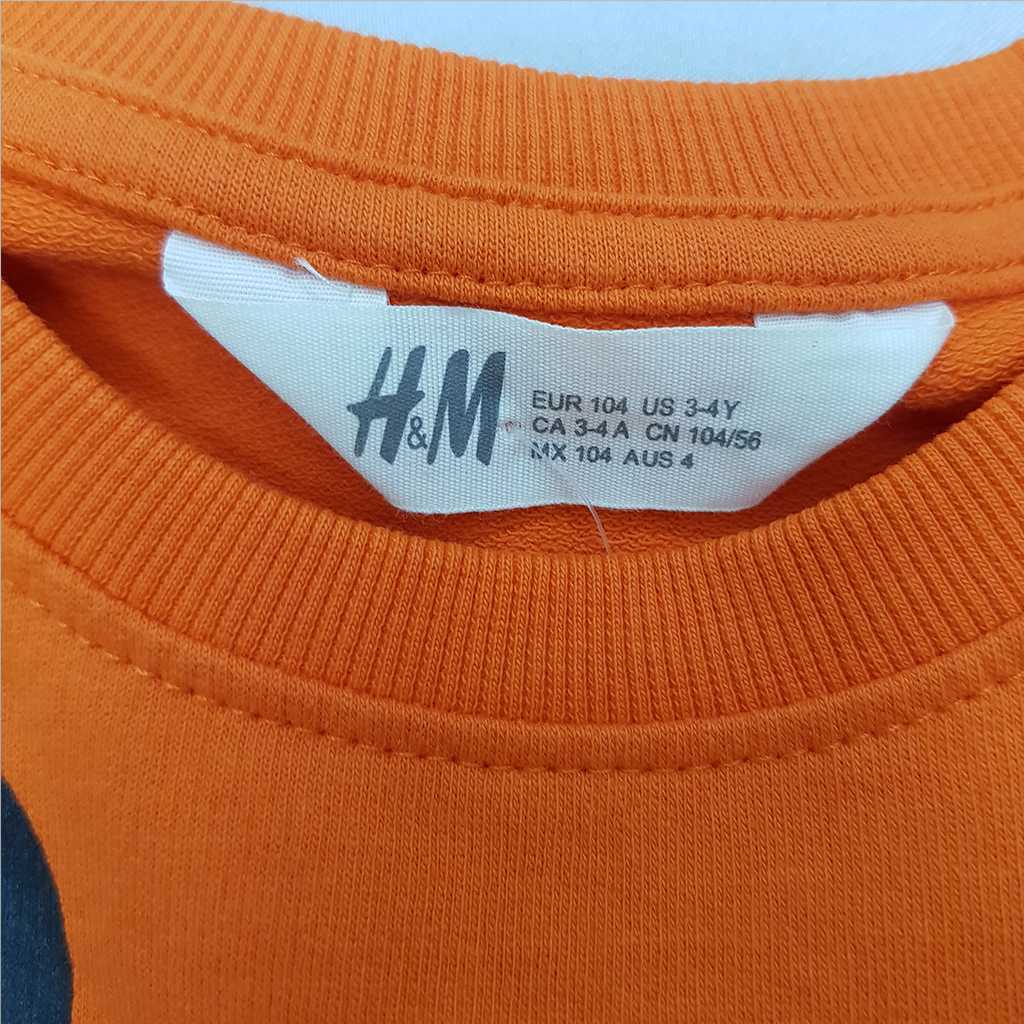 H&M
EUR 104 US 3-4Y
CA 3-4 A CN 104/56
MX 104 AUS 4